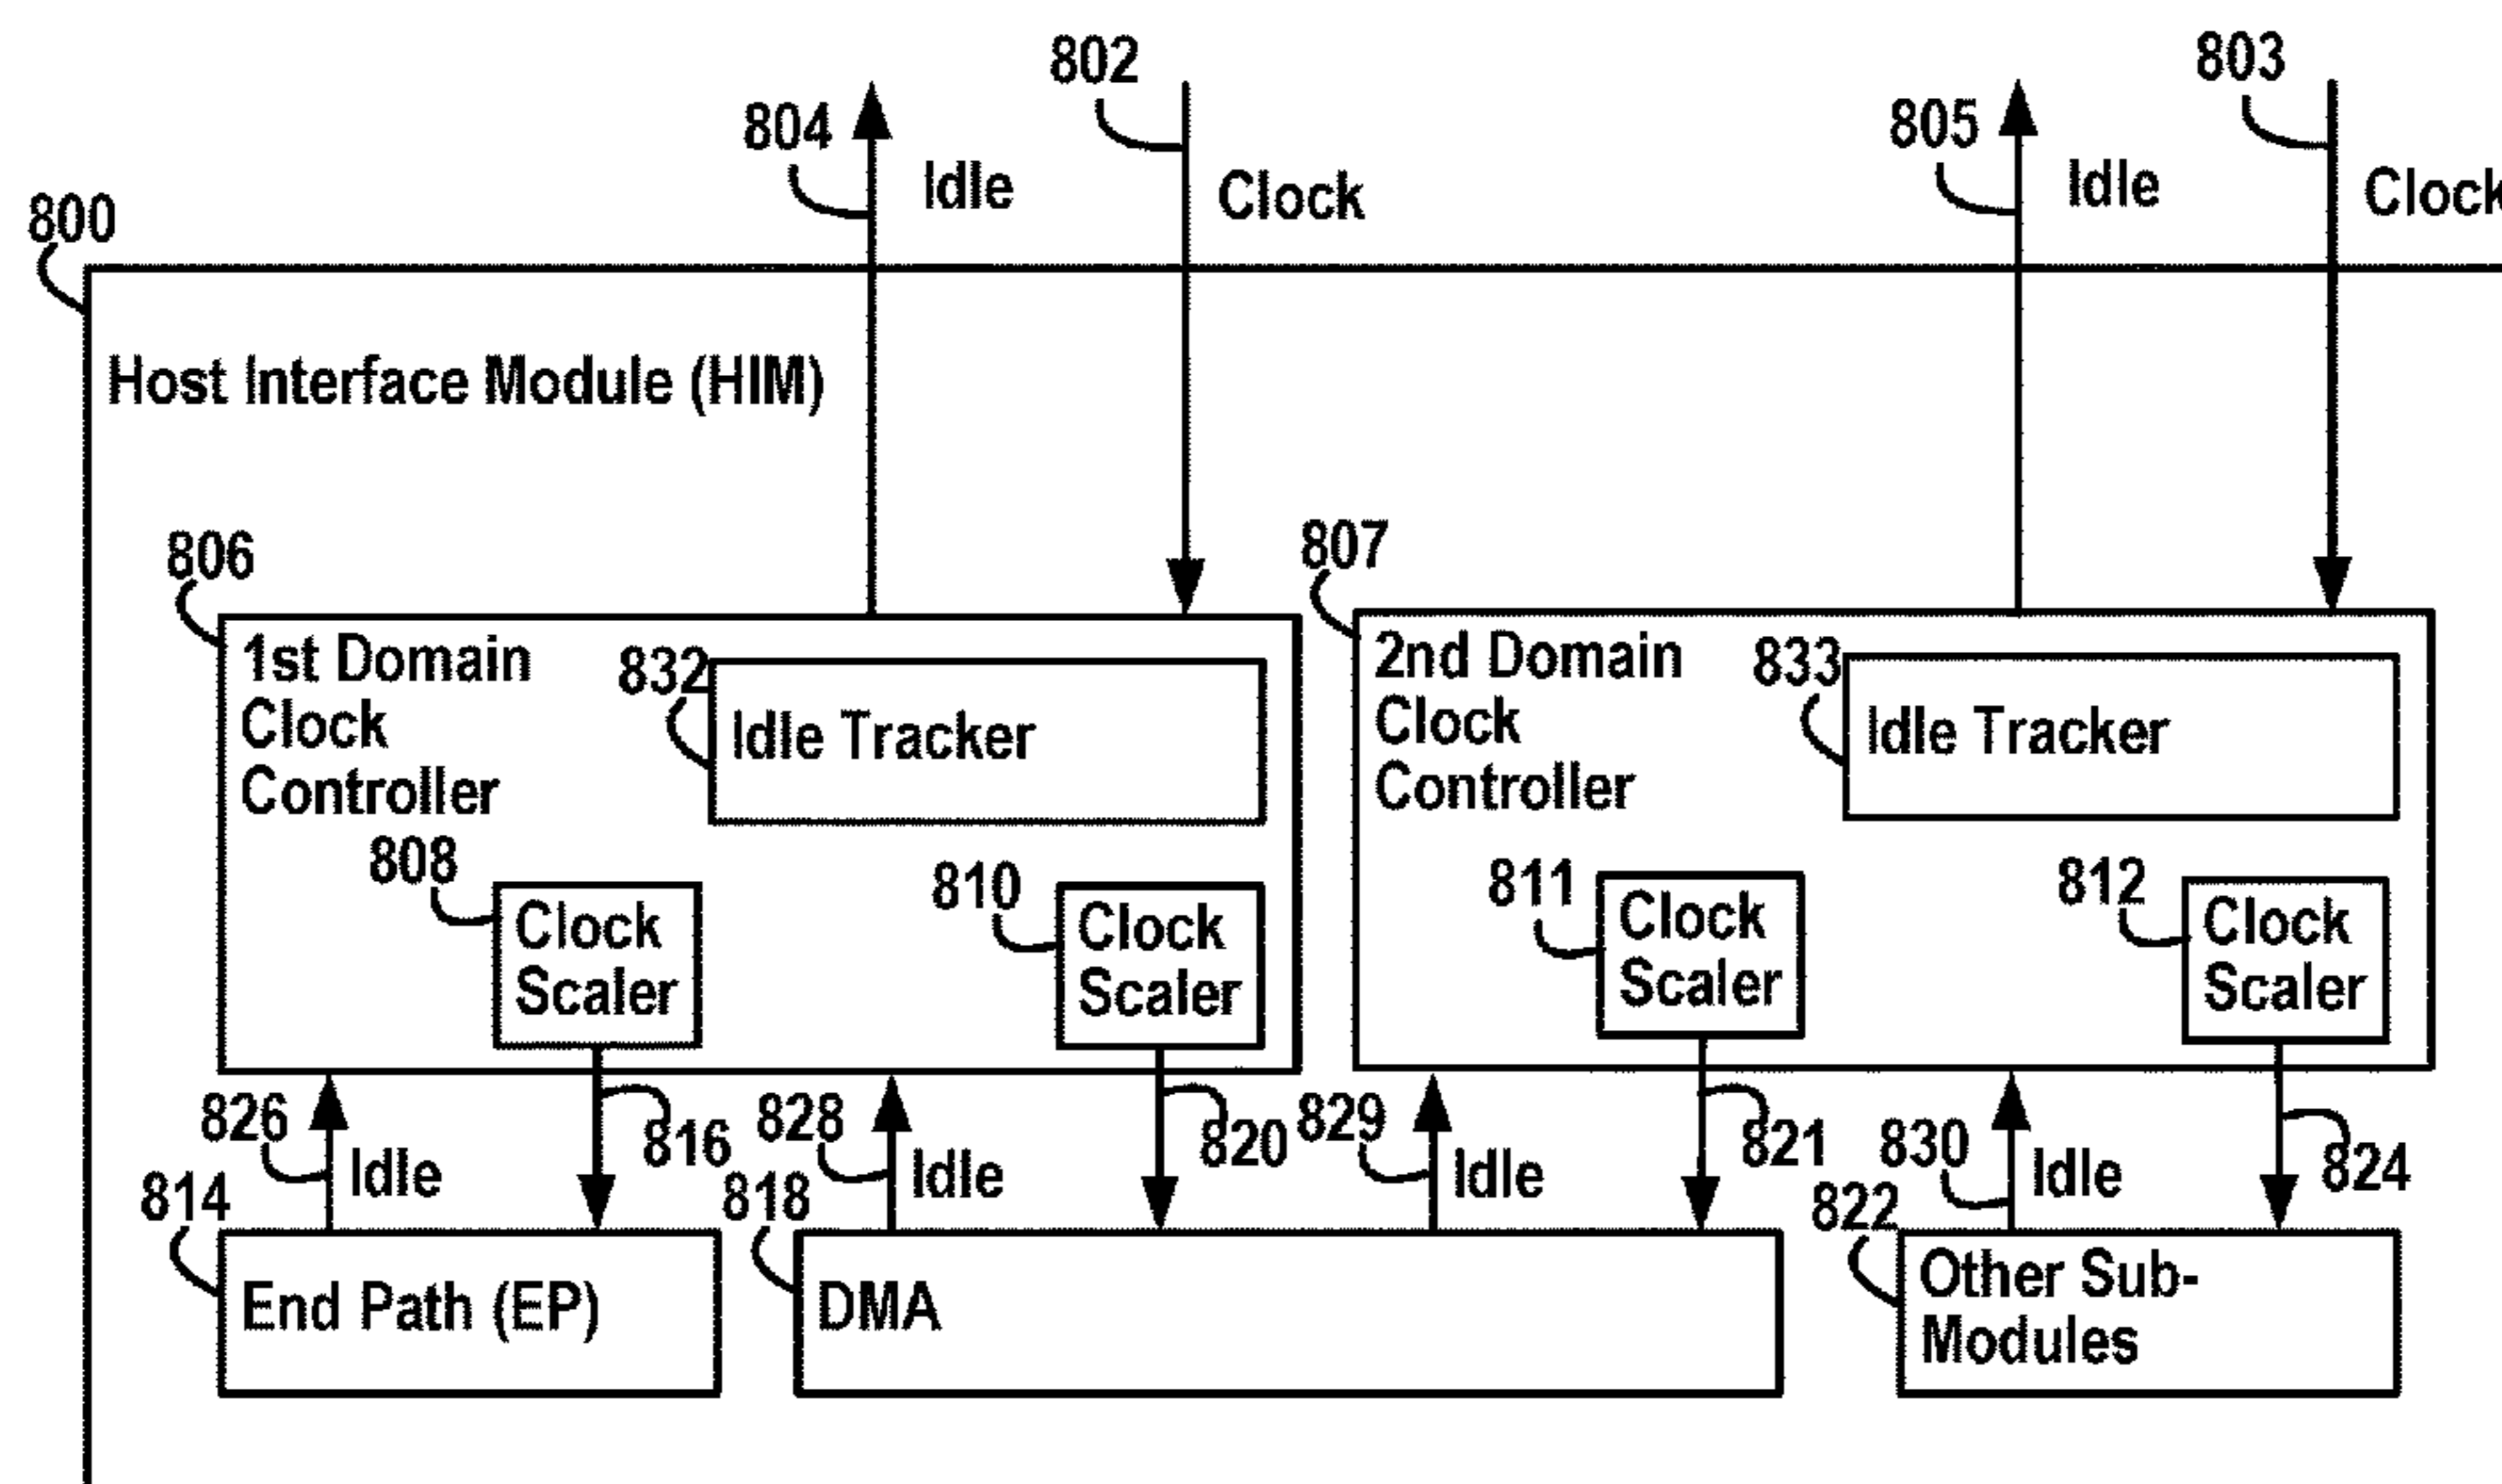 802
803
804
805
Idle
Idle
Clock
Clock
800
Host Interface Module (HIM)
806
807
1st Domain
Clock
Controller
832
Idle Tracker
2nd Domain
Clock
Controller
833
Idle Tracker
808
Clock
Scaler
810
Clock
Scaler
811
Clock
Scaler
812
Clock
Scaler
826
Idle
816
828
Idle
820
829
Idle
821
830
Idle
824
814
End Path (EP)
818
DMA
822
Other Sub-
Modules